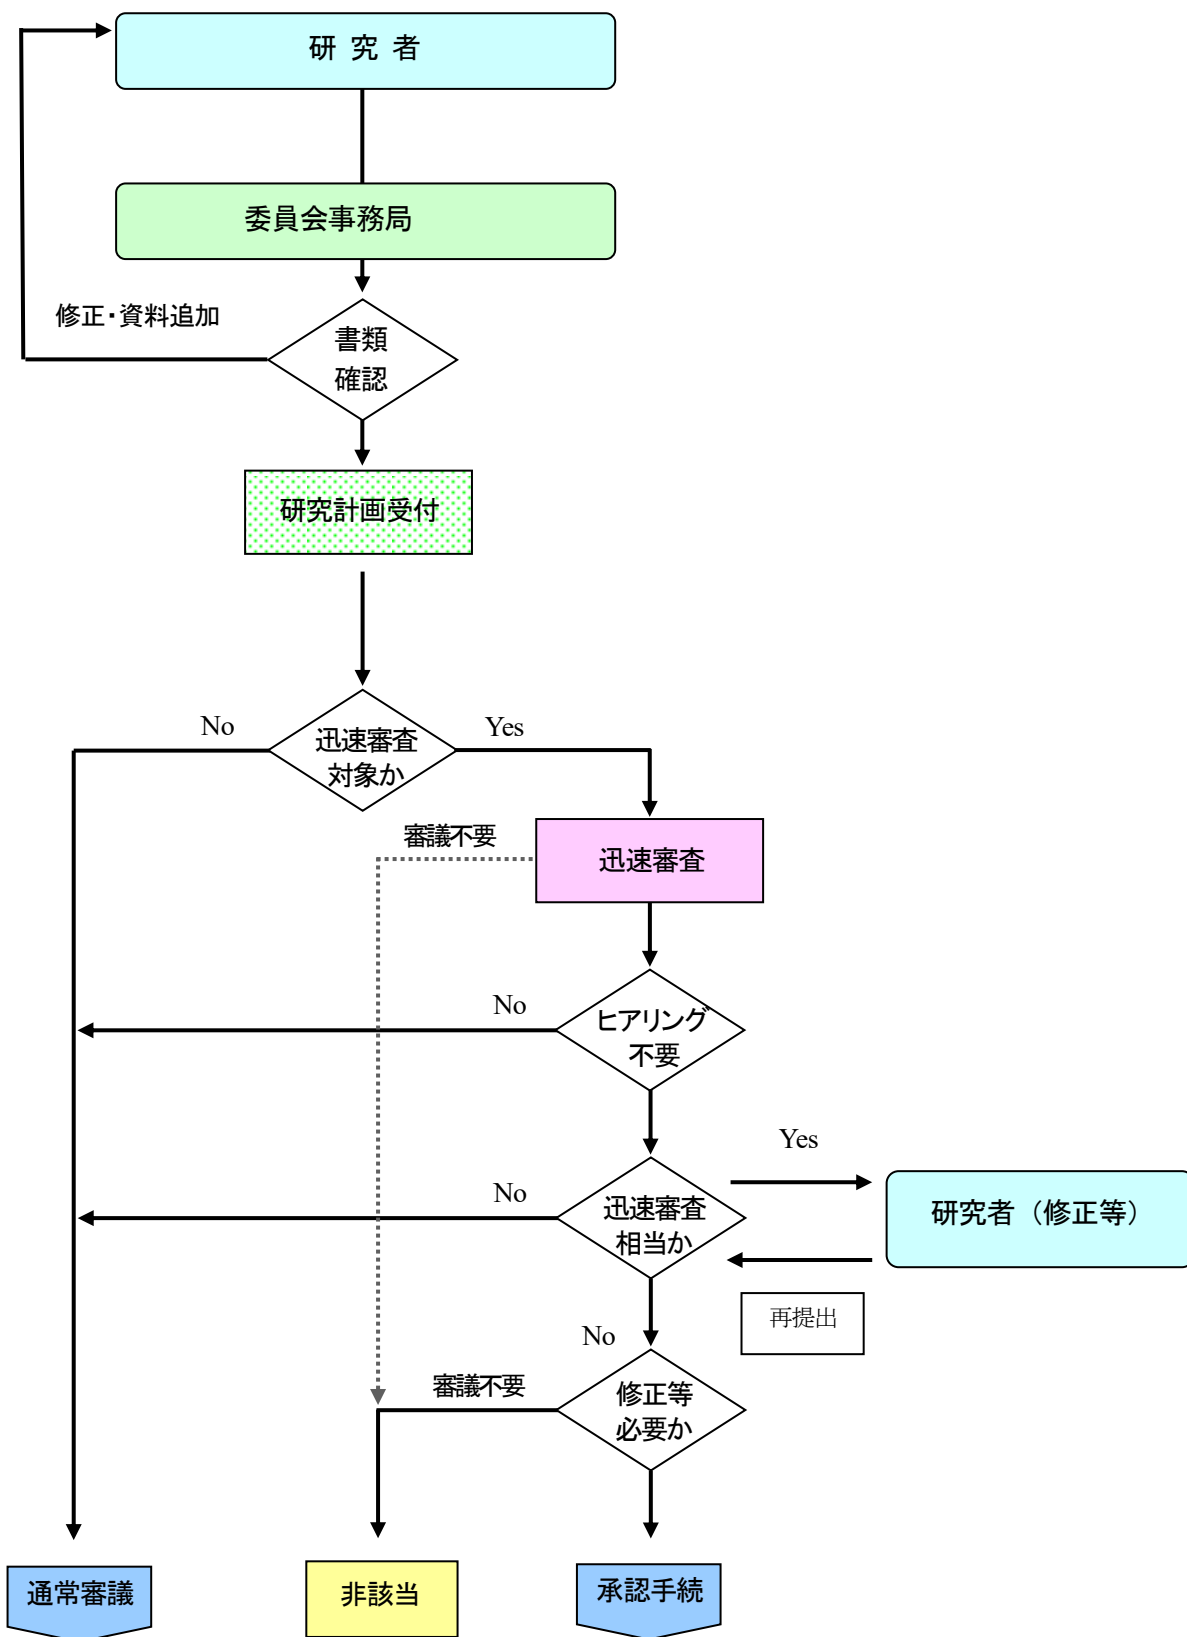 研 究 者
委員会事務局
修正・資料追加
書類
確認
研究計画受付
No
Yes
迅速審査
対象か
審議不要
迅速審査
No
ヒアリング
不要
Yes
No
迅速審査
相当か
研究者（修正等）
再提出
No
審議不要
修正等
必要か
通常審議
非該当
承認手続